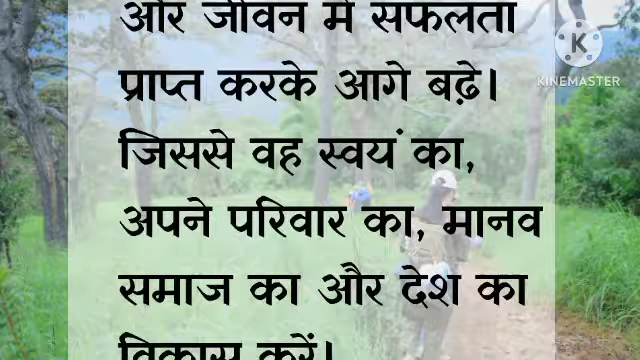 और जीवन में सफलता
प्राप्त करके आगे बढ़े।
जिससे वह स्वयं का,
अपने परिवार का, मानव
समाज का और देश का
विकास करें।
KINEMASTER